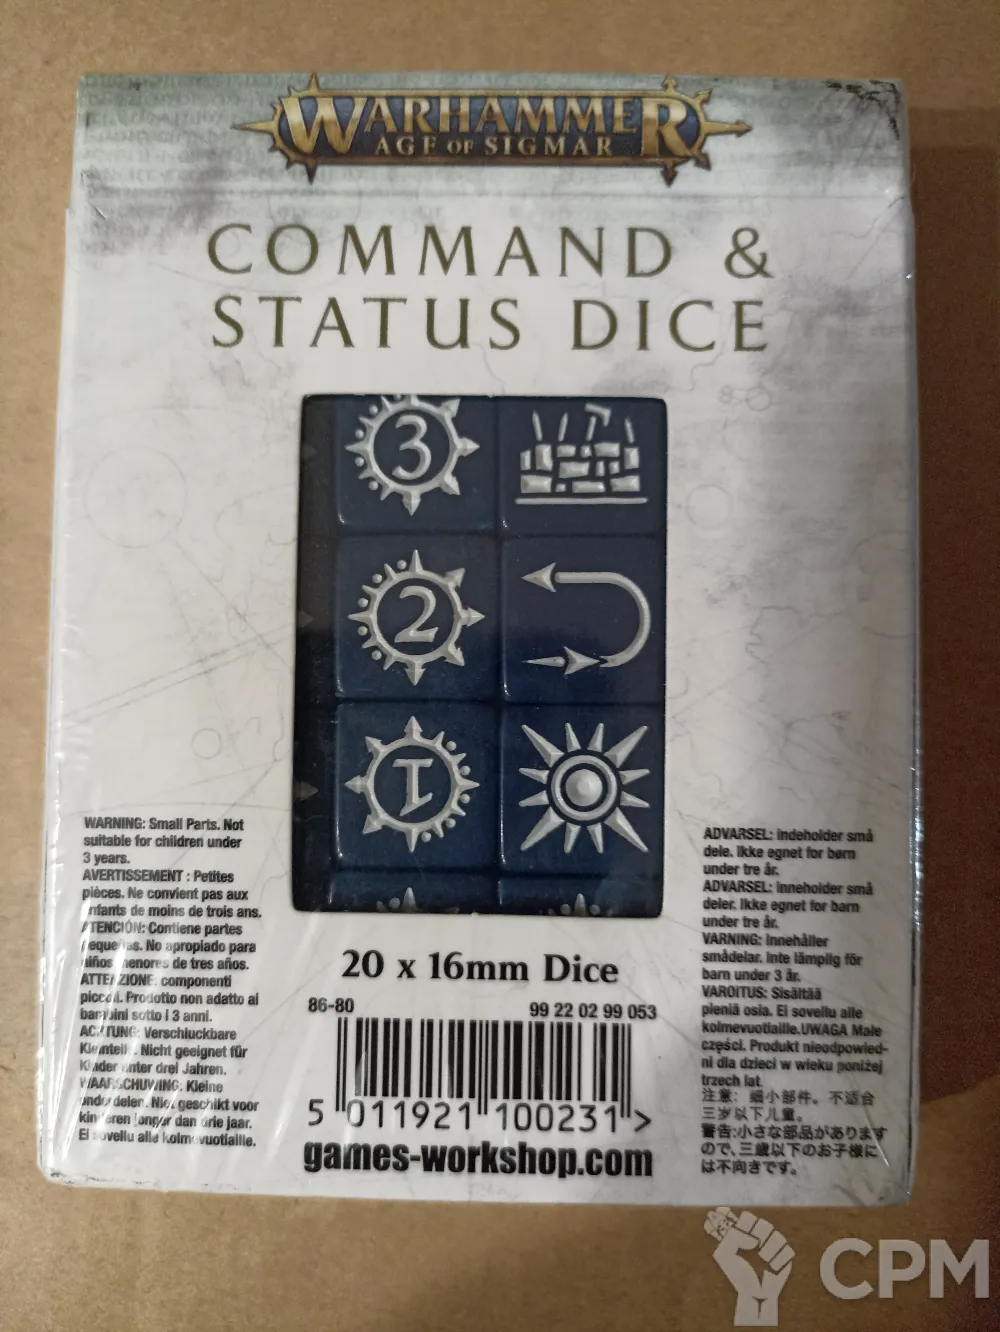 WARHAMMER
AGE OF SIGMAR
COMMAND &
STATUS DICE
3
2
1
WARNING: Small Parts. Not
suitable for children under
3 years.
AVERTISSEMENT : Petites
pièces. Ne convient pas aux
enfants de moins de trois ans.
ATENCIÓN: Contiene partes
pequeñas. No apropiado para
niños menores de tres años.
ATTENZIONE: componenti
piccoli. Prodotto non adatto ai
bambini sotto i 3 anni.
ACHTUNG: Verschluckbare
Kleinteile. Nicht geeignet für
Kinder unter drei Jahren.
WAARSCHUWING: Kleine
onderdelen. Niet geschikt voor
kinderen jonger dan drie jaar.
Ei sovellu alle kolmevuotiaille.
ADVARSEL: Indeholder små
dele. Ikke egnet for børn
under tre år.
ADVARSEL: Inneholder små
deler. Ikke egnet for barn
under tre år.
VARNING: Innehåller
smådelar. Inte lämplig för
barn under 3 år.
VAROITUS: Sisältää
pieniä osia. Ei sovellu alle
kolmevuotiaille.UWAGA Małe
części. Produkt nieodpowied-
ni dla dzieci w wieku poniżej
trzech lat.
注意：细小部件。不适合
三岁以下儿童。
警告:小さな部品があります
ので、三歳以下のお子様に
は不向きです。
20 x 16mm Dice
86-80 99 22 02 99 053
5 011921 100231 >
games-workshop.com
CPM